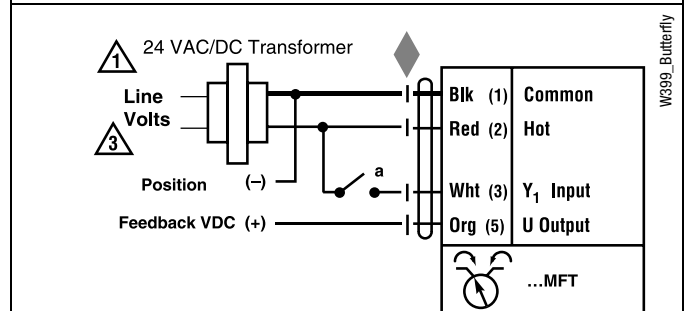 1 24 VAC/DC Transformer
Line
Volts
3
Position (–)
Feedback VDC (+)
a
Blk (1) Common
Red (2) Hot
Wht (3) Y₁ Input
Org (5) U Output
...MFT
W399_Butterfly